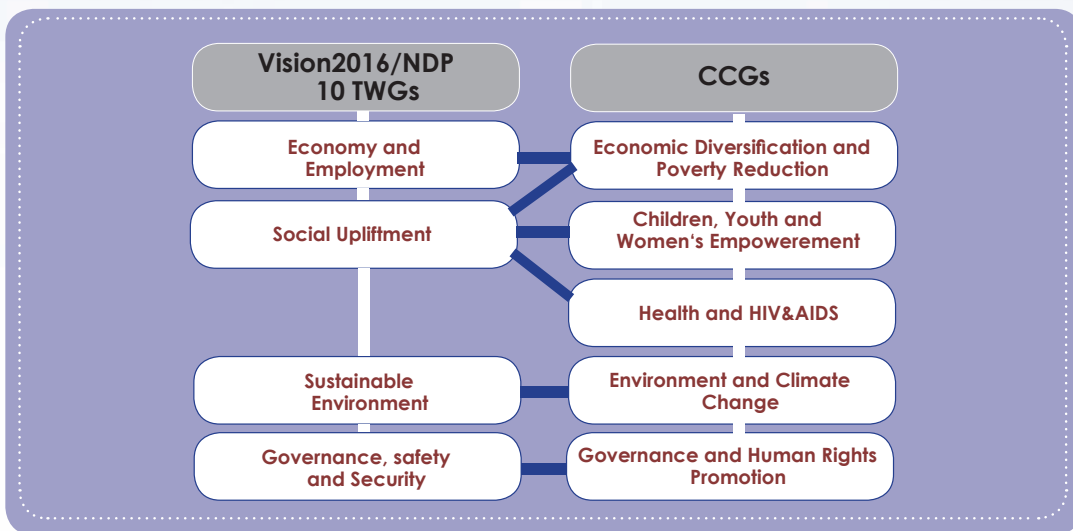 Vision2016/NDP
10 TWGs
CCGs
Economy and
Employment
Economic Diversification and
Poverty Reduction
Social Upliftment
Children, Youth and
Women's Empowerement
Health and HIV&AIDS
Sustainable
Environment
Environment and Climate
Change
Governance, safety
and Security
Governance and Human Rights
Promotion